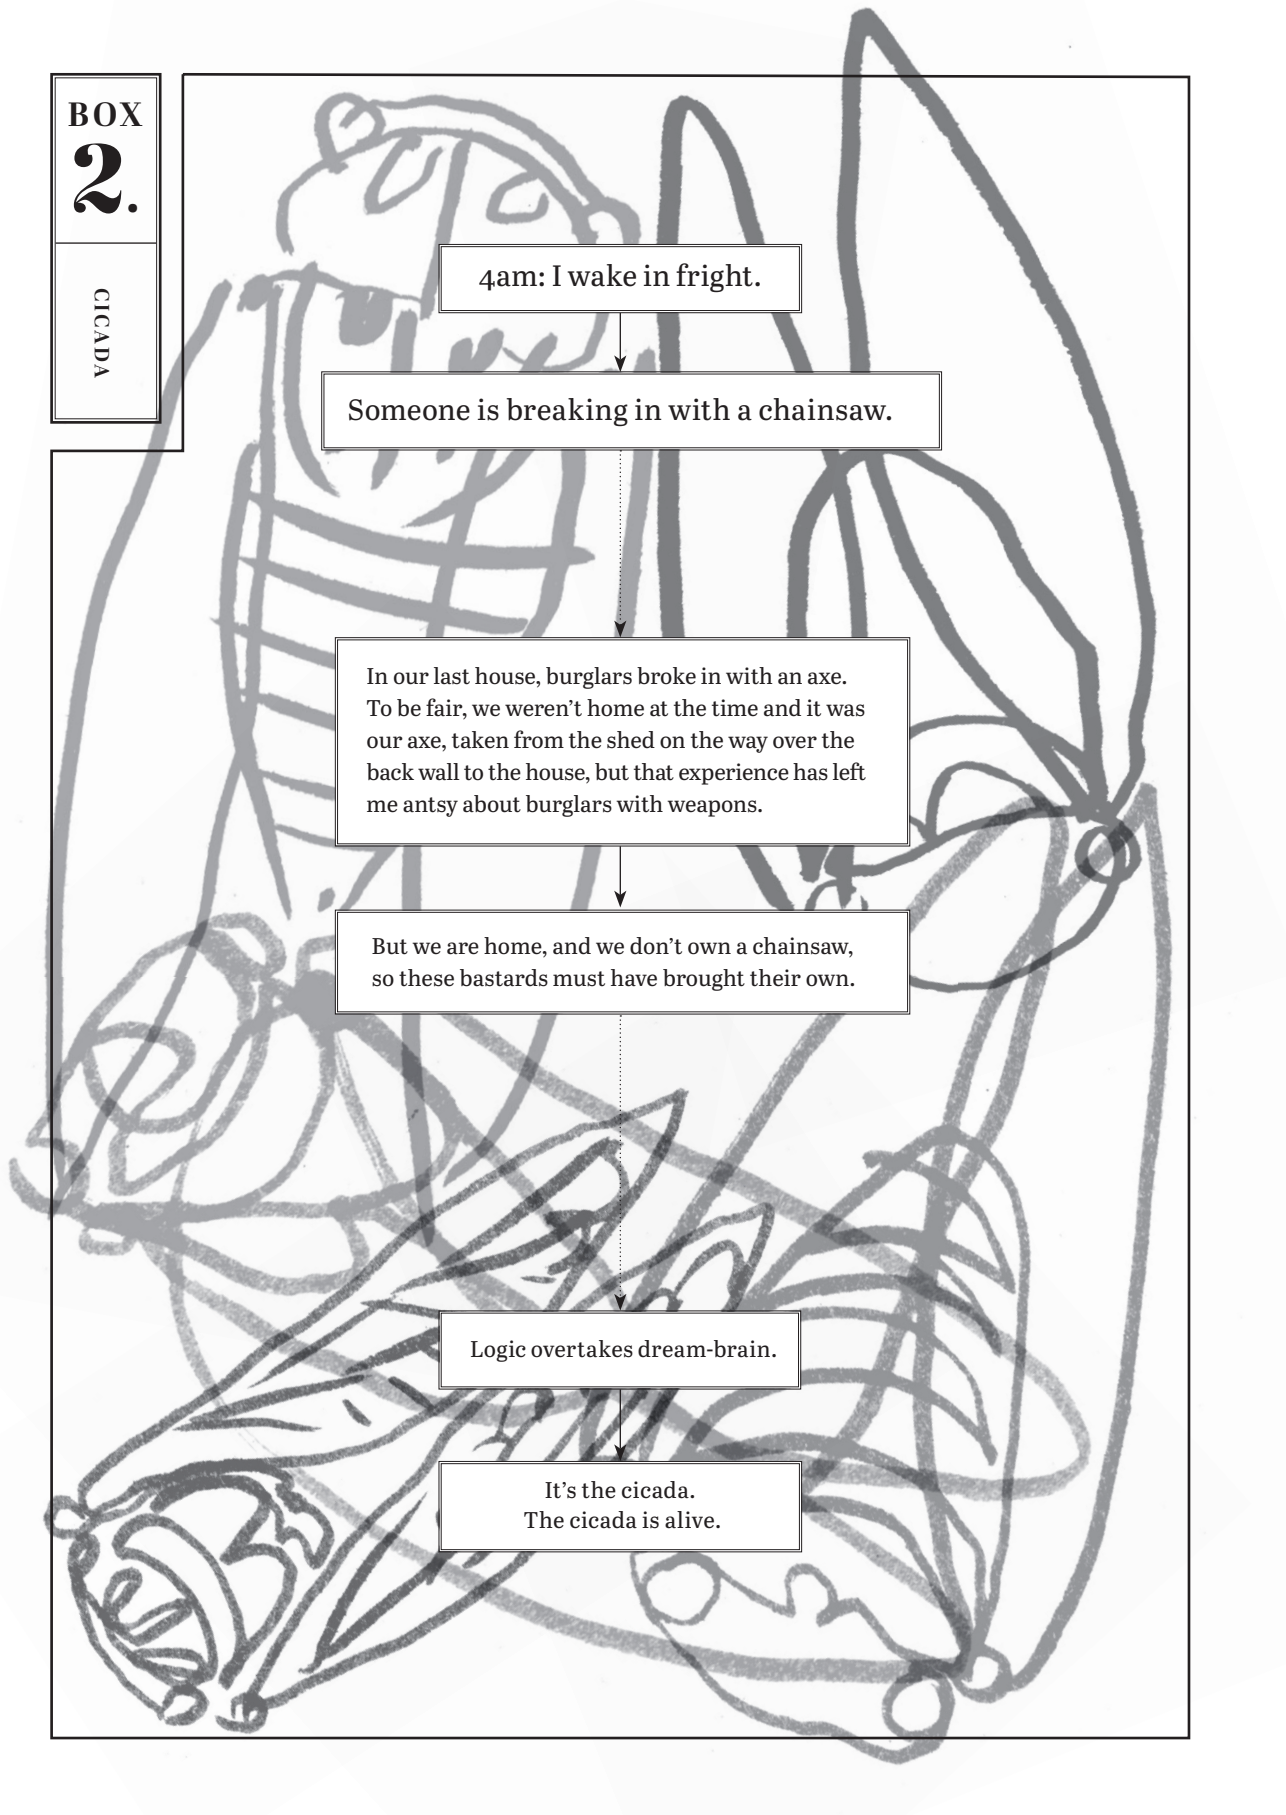 BOX
2.
CICADA
4am: I wake in fright.
Someone is breaking in with a chainsaw.
In our last house, burglars broke in with an axe.
To be fair, we weren’t home at the time and it was
our axe, taken from the shed on the way over the
back wall to the house, but that experience has left
me antsy about burglars with weapons.
But we are home, and we don’t own a chainsaw,
so these bastards must have brought their own.
Logic overtakes dream-brain.
It’s the cicada.
The cicada is alive.